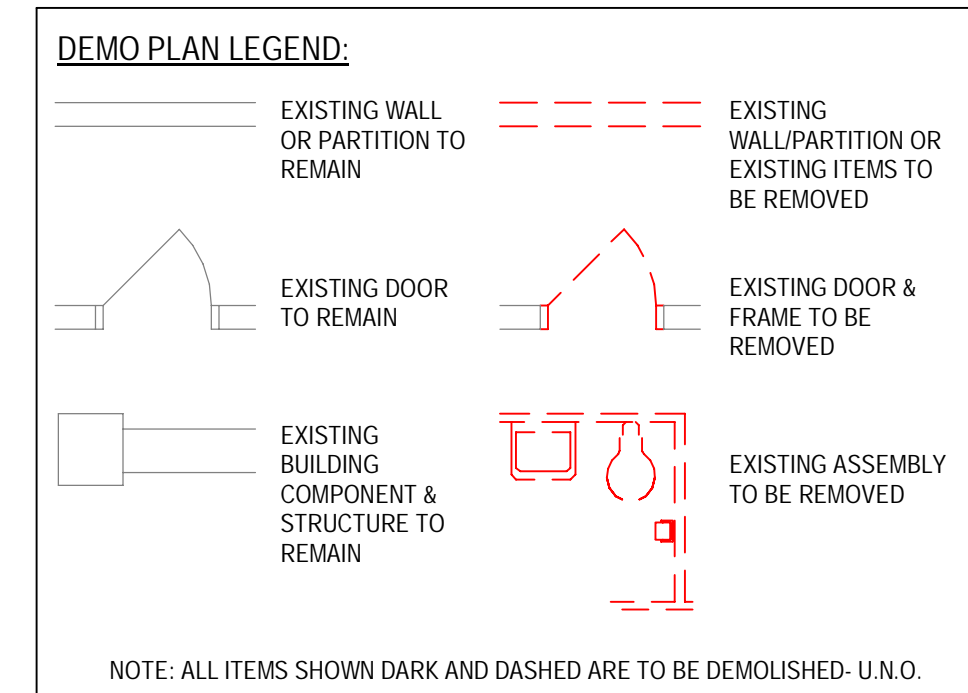 DEMO PLAN LEGEND:
EXISTING WALL
OR PARTITION TO
REMAIN
EXISTING
WALL/PARTITION OR
EXISTING ITEMS TO
BE REMOVED
EXISTING DOOR
TO REMAIN
EXISTING DOOR &
FRAME TO BE
REMOVED
EXISTING
BUILDING
COMPONENT &
STRUCTURE TO
REMAIN
EXISTING ASSEMBLY
TO BE REMOVED
NOTE: ALL ITEMS SHOWN DARK AND DASHED ARE TO BE DEMOLISHED- U.N.O.